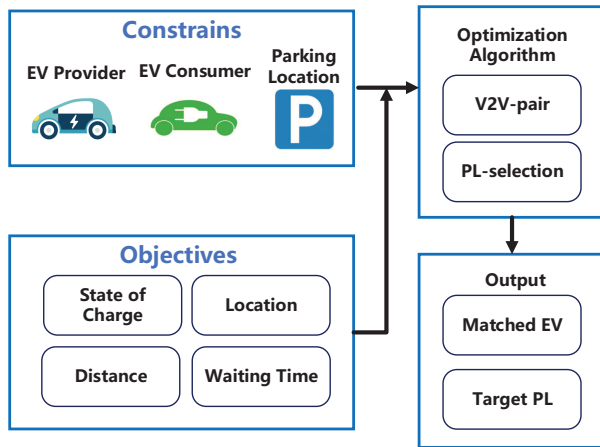 Constrains
EV Provider
EV Consumer
Parking
Location
P
Objectives
State of
Charge
Location
Distance
Waiting Time
Optimization
Algorithm
V2V-pair
PL-selection
Output
Matched EV
Target PL